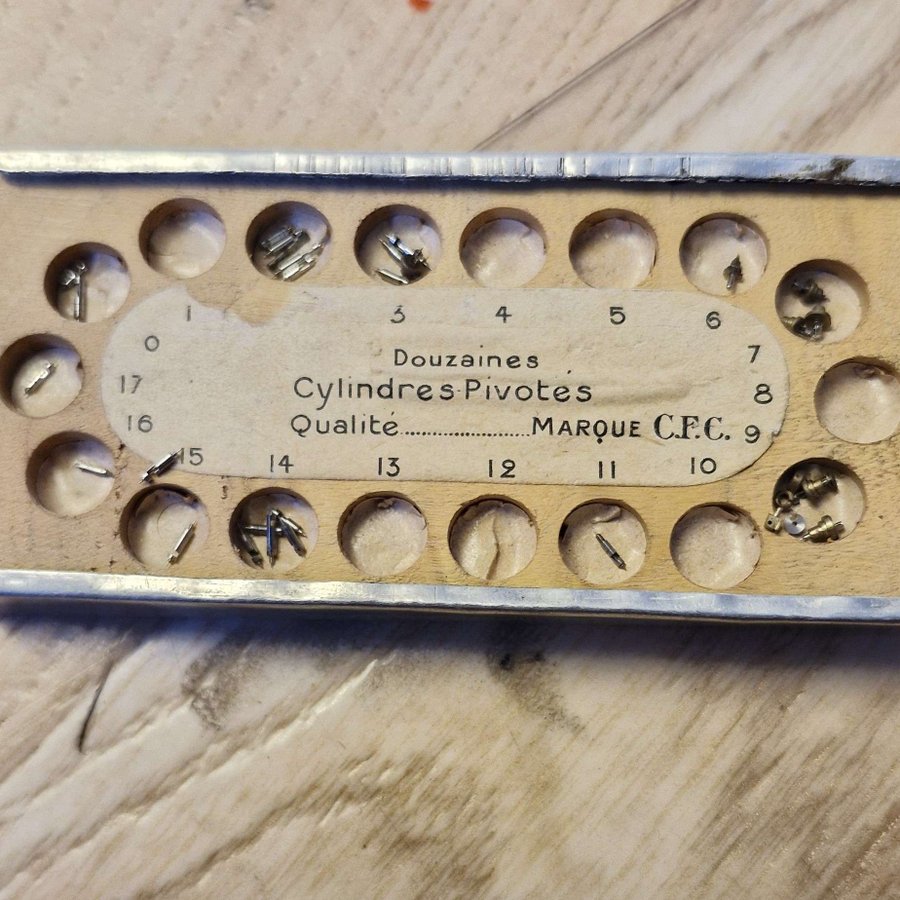 1 3 4 5 6
0 Douzaines 7
17 Cylindres-Pivotés 8
16 Qualité.....................MARQUE C.F.C. 9
15 14 13 12 11 10